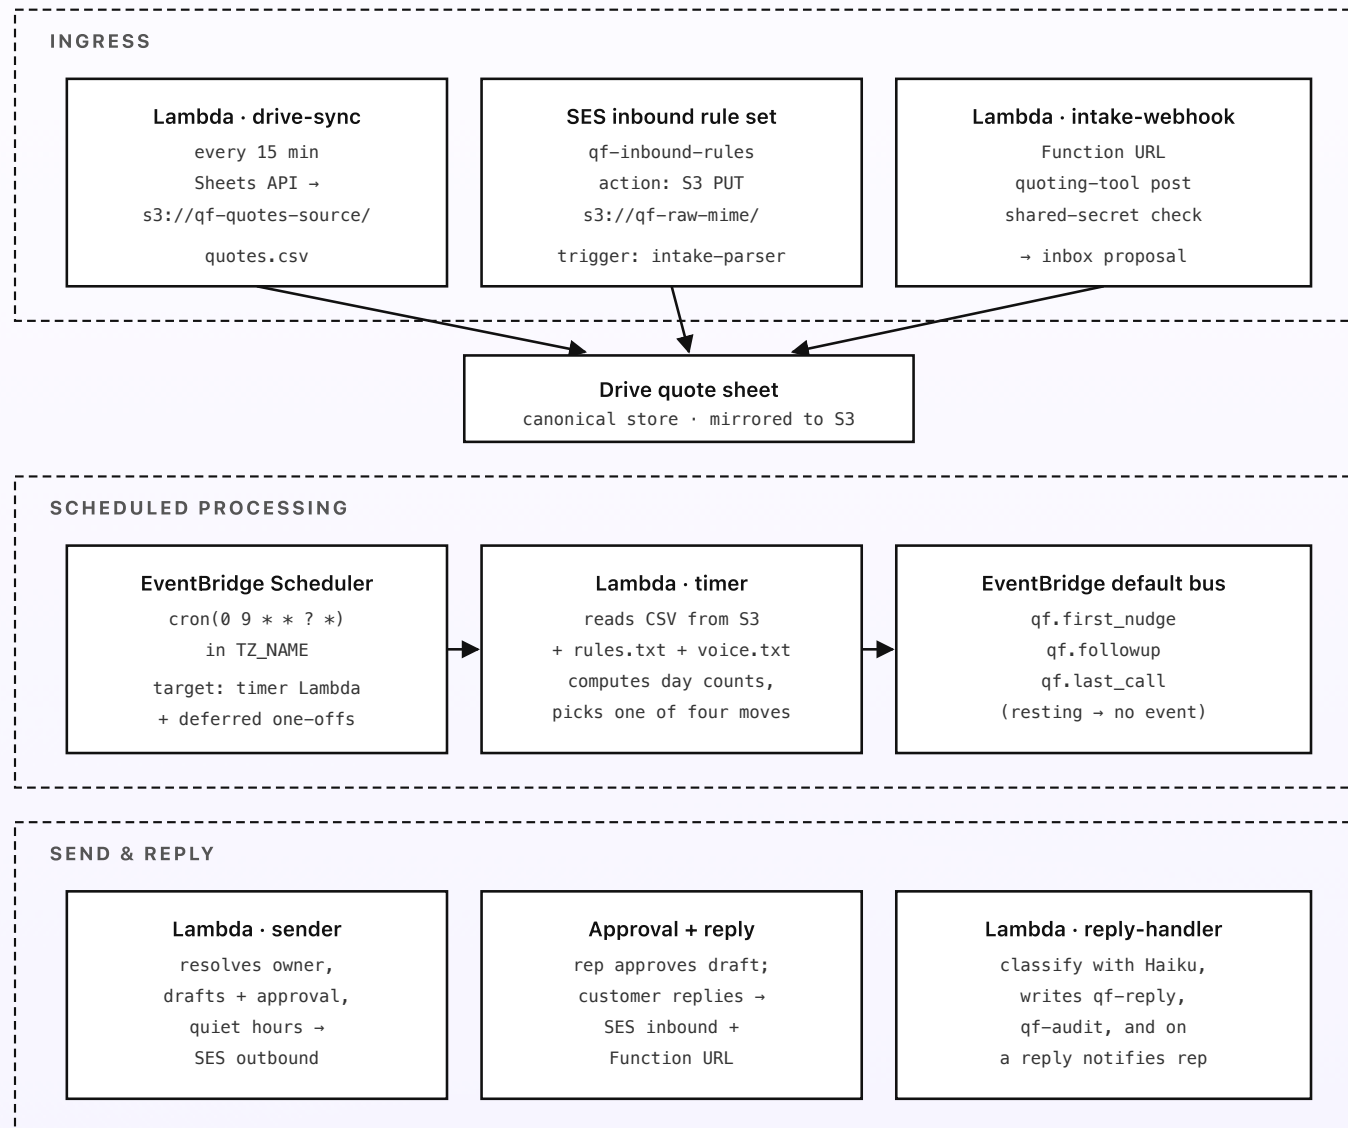 INGRESS
Lambda · drive-sync
every 15 min
Sheets API →
s3://qf-quotes-source/
quotes.csv
SES inbound rule set
qf-inbound-rules
action: S3 PUT
s3://qf-raw-mime/
trigger: intake-parser
Lambda · intake-webhook
Function URL
quoting-tool post
shared-secret check
→ inbox proposal
Drive quote sheet
canonical store · mirrored to S3
SCHEDULED PROCESSING
EventBridge Scheduler
cron(0 9 * * ? *)
in TZ_NAME
target: timer Lambda
+ deferred one-offs
Lambda · timer
reads CSV from S3
+ rules.txt + voice.txt
computes day counts,
picks one of four moves
EventBridge default bus
qf.first_nudge
qf.followup
qf.last_call
(resting → no event)
SEND & REPLY
Lambda · sender
resolves owner,
drafts + approval,
quiet hours →
SES outbound
Approval + reply
rep approves draft;
customer replies →
SES inbound +
Function URL
Lambda · reply-handler
classify with Haiku,
writes qf-reply,
qf-audit, and on
a reply notifies rep